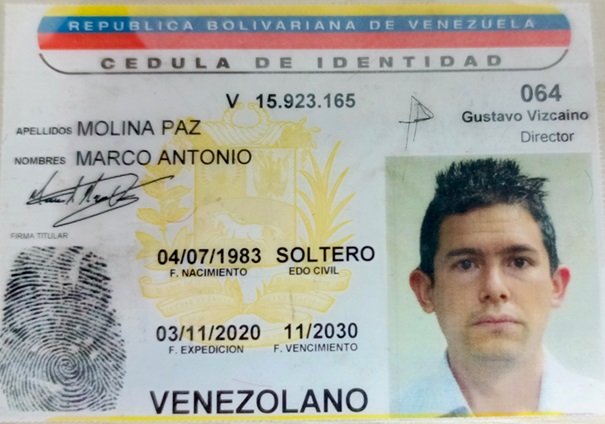 REPUBLICA BOLIVARIANA DE VENEZUELA
CEDULA DE IDENTIDAD
V 15.923.165
064
Gustavo Vizcaino
Director
APELLIDOS MOLINA PAZ
NOMBRES MARCO ANTONIO
FIRMA TITULAR
04/07/1983 SOLTERO
F. NACIMIENTO EDO CIVIL
03/11/2020 11/2030
F. EXPEDICION F. VENCIMIENTO
VENEZOLANO